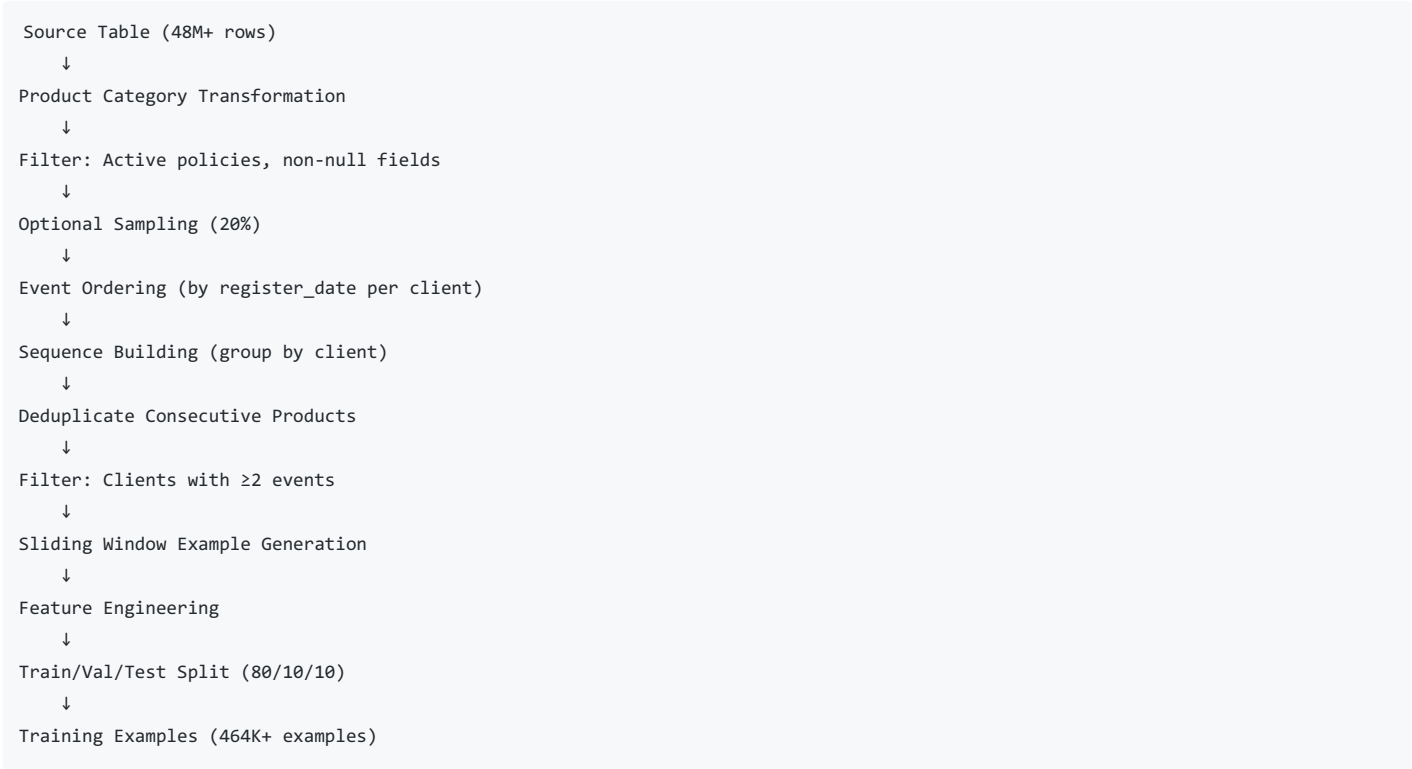 Source Table (48M+ rows)
↓
Product Category Transformation
↓
Filter: Active policies, non-null fields
↓
Optional Sampling (20%)
↓
Event Ordering (by register_date per client)
↓
Sequence Building (group by client)
↓
Deduplicate Consecutive Products
↓
Filter: Clients with ≥2 events
↓
Sliding Window Example Generation
↓
Feature Engineering
↓
Train/Val/Test Split (80/10/10)
↓
Training Examples (464K+ examples)